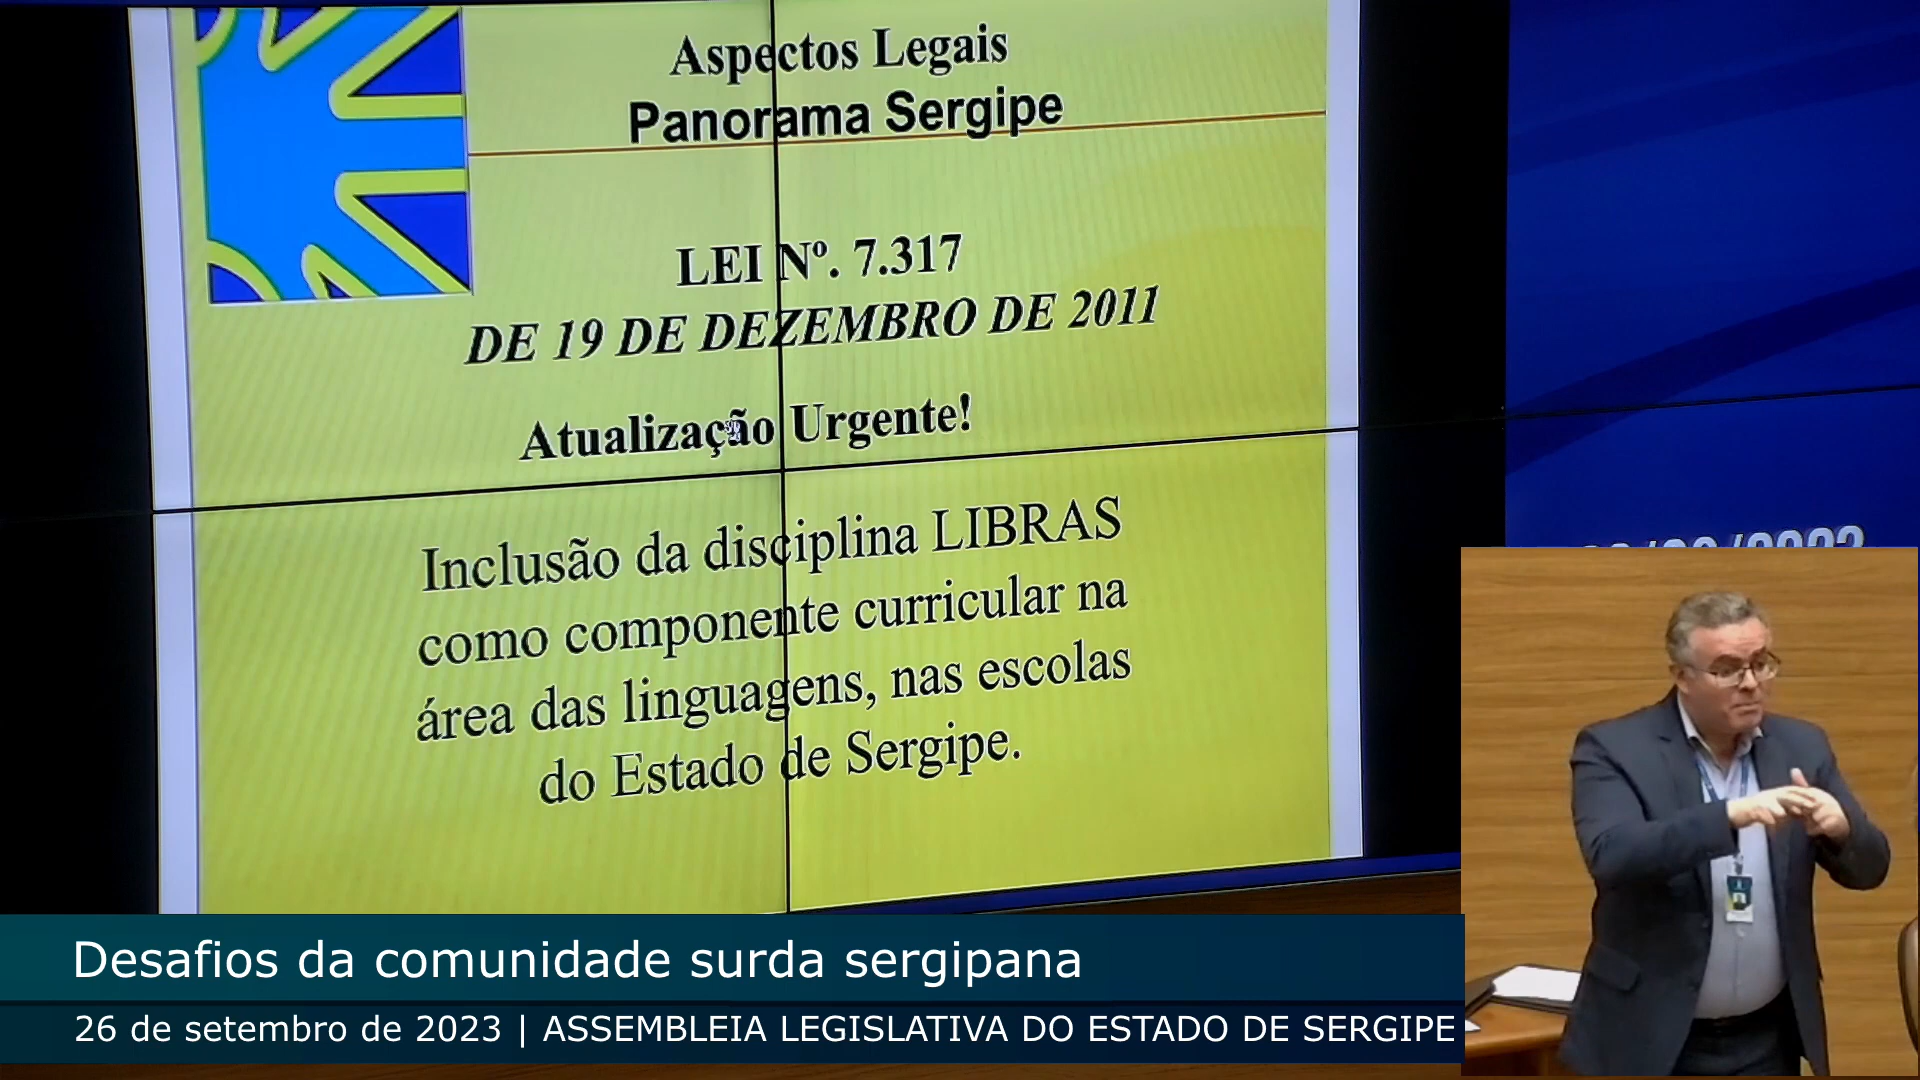 Aspectos Legais
Panorama Sergipe
LEI Nº. 7.317
DE 19 DE DEZEMBRO DE 2011
Atualização Urgente!
Inclusão da disciplina LIBRAS
como componente curricular na
área das linguagens, nas escolas
do Estado de Sergipe.
Desafios da comunidade surda sergipana
26 de setembro de 2023 | ASSEMBLEIA LEGISLATIVA DO ESTADO DE SERGIPE